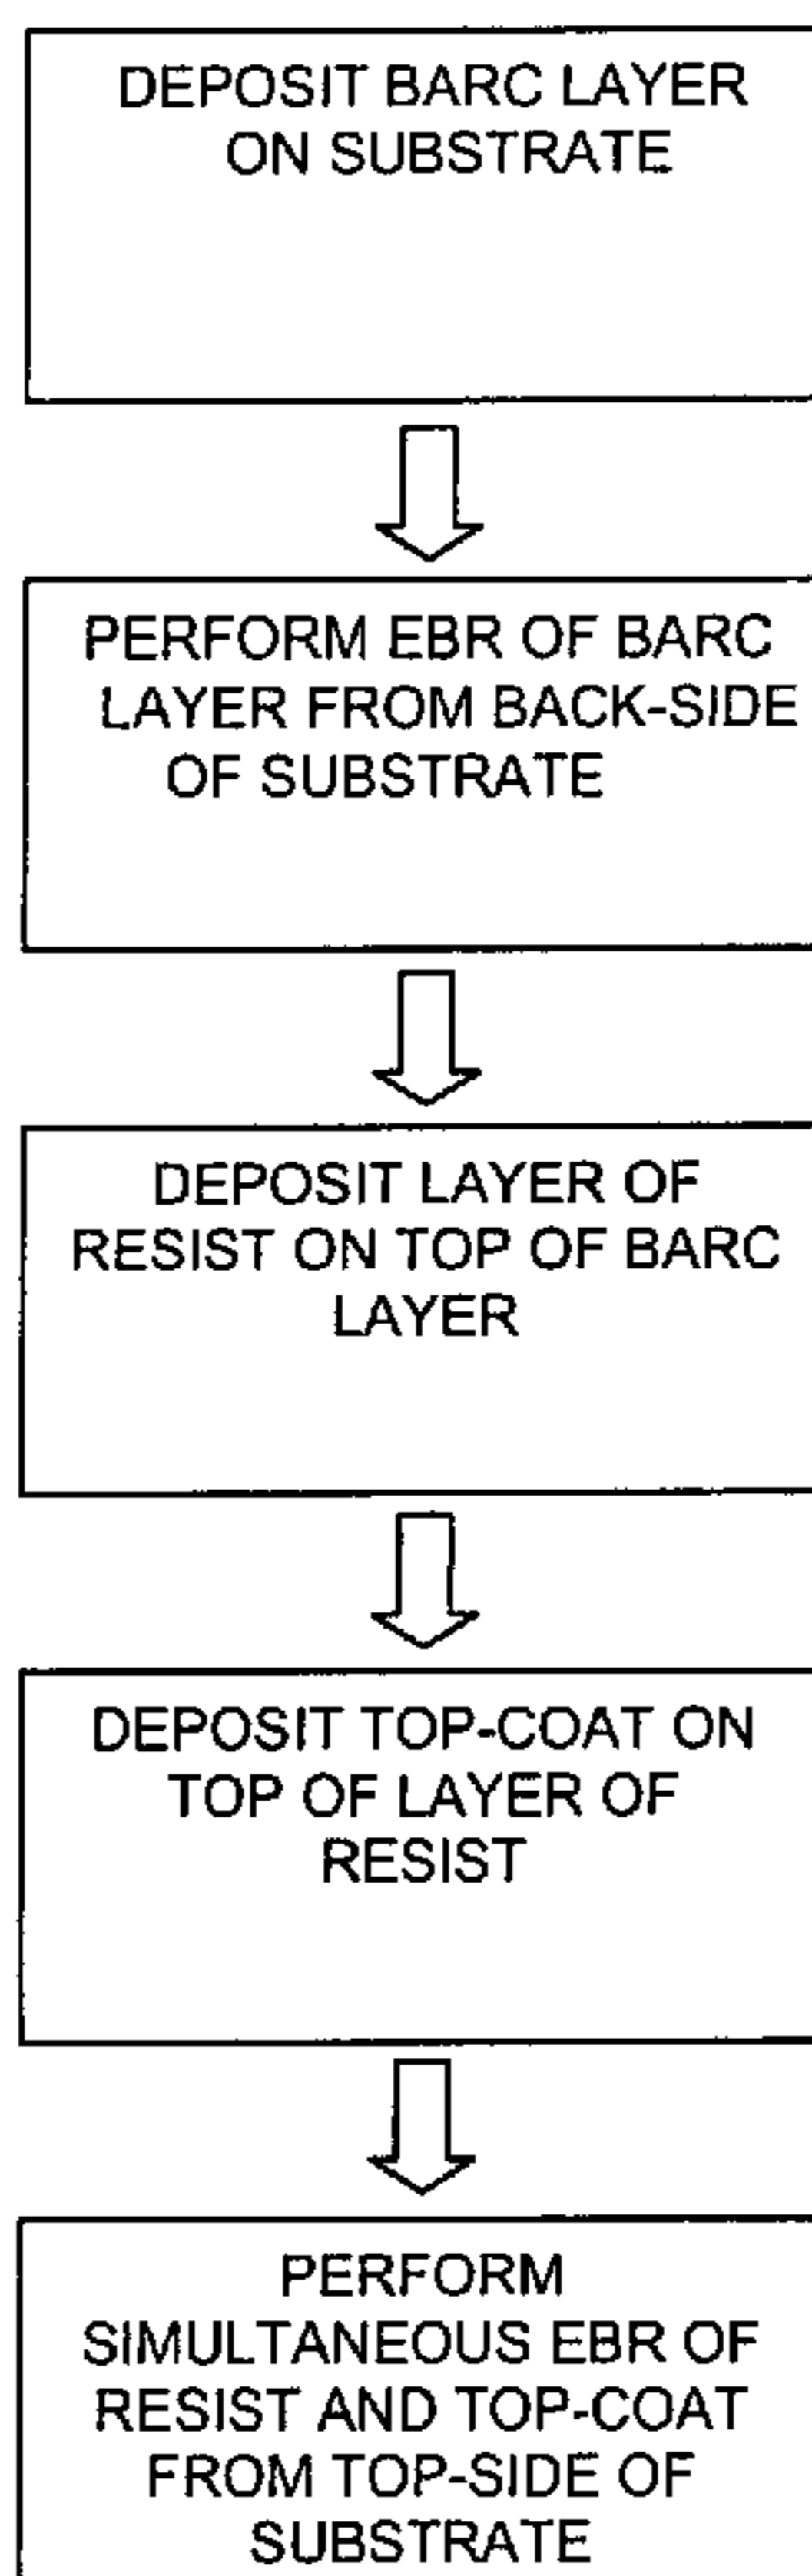 DEPOSIT BARC LAYER
ON SUBSTRATE
PERFORM EBR OF BARC
LAYER FROM BACK-SIDE
OF SUBSTRATE
DEPOSIT LAYER OF
RESIST ON TOP OF BARC
LAYER
DEPOSIT TOP-COAT ON
TOP OF LAYER OF
RESIST
PERFORM
SIMULTANEOUS EBR OF
RESIST AND TOP-COAT
FROM TOP-SIDE OF
SUBSTRATE